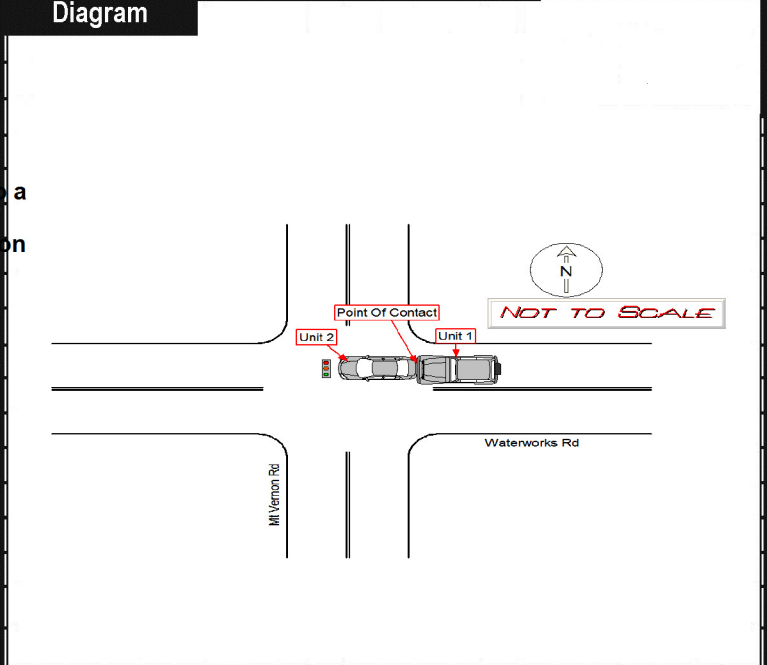 Diagram
a
on
N
NOT TO SCALE
Point Of Contact
Unit 2
Unit 1
Waterworks Rd
Mt Vernon Rd